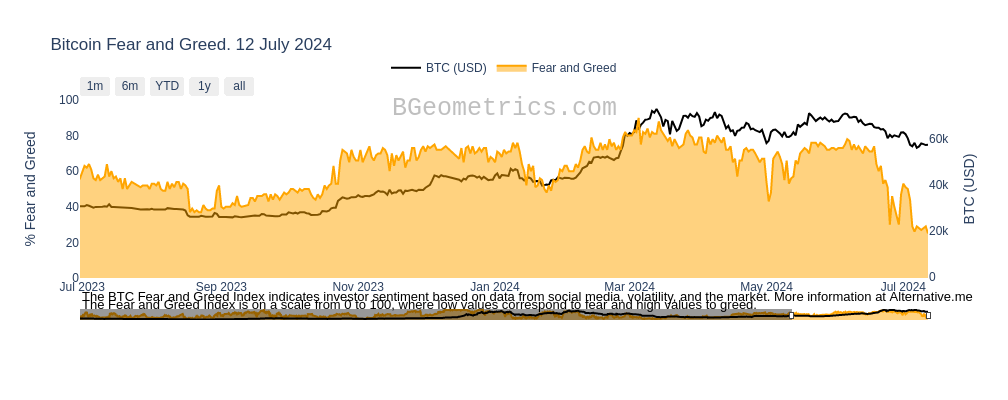 Bitcoin Fear and Greed. 12 July 2024
BTC (USD) Fear and Greed
1m 6m YTD 1y all
BGeometrics.com
100
80
60
40
20
0
% Fear and Greed
60k
40k
20k
0
BTC (USD)
Jul 2023 Sep 2023 Nov 2023 Jan 2024 Mar 2024 May 2024 Jul 2024
The BTC Fear and Greed Index indicates investor sentiment based on data from social media, volatility, and the market. More information at Alternative.me
The Fear and Greed Index is on a scale from 0 to 100, where low values correspond to fear and high values to greed.